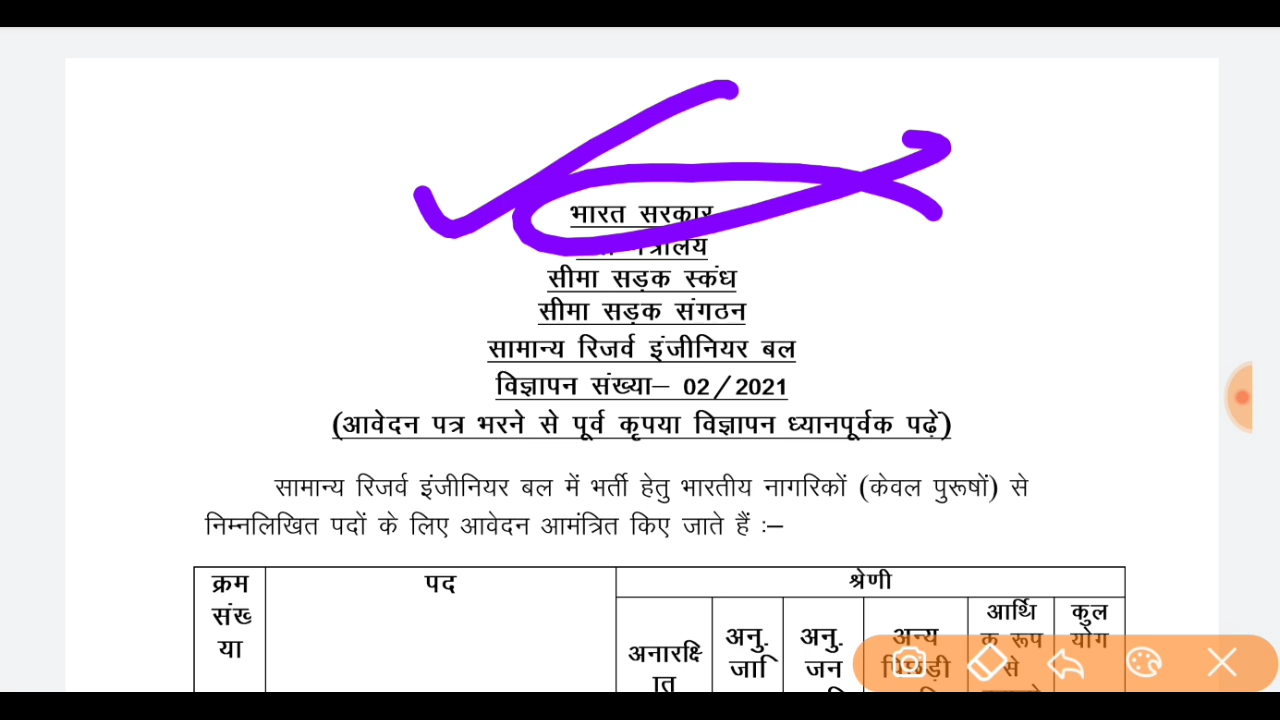 भारत सरकार
सीमा सड़क स्कंध
सीमा सड़क संगठन
सामान्य रिजर्व इंजीनियर बल
विज्ञापन संख्या– 02/2021
(आवेदन पत्र भरने से पूर्व कृपया विज्ञापन ध्यानपूर्वक पढ़ें)
सामान्य रिजर्व इंजीनियर बल में भर्ती हेतु भारतीय नागरिकों (केवल पुरूषों) से
निम्नलिखित पदों के लिए आवेदन आमंत्रित किए जाते हैं :–
क्रम
संख
या
पद
श्रेणी
अनारक्षि
त
अनु.
जाति
अनु.
जन
अन्य
पिछड़ी
आर्थि
क रूप
से
कुल
योग